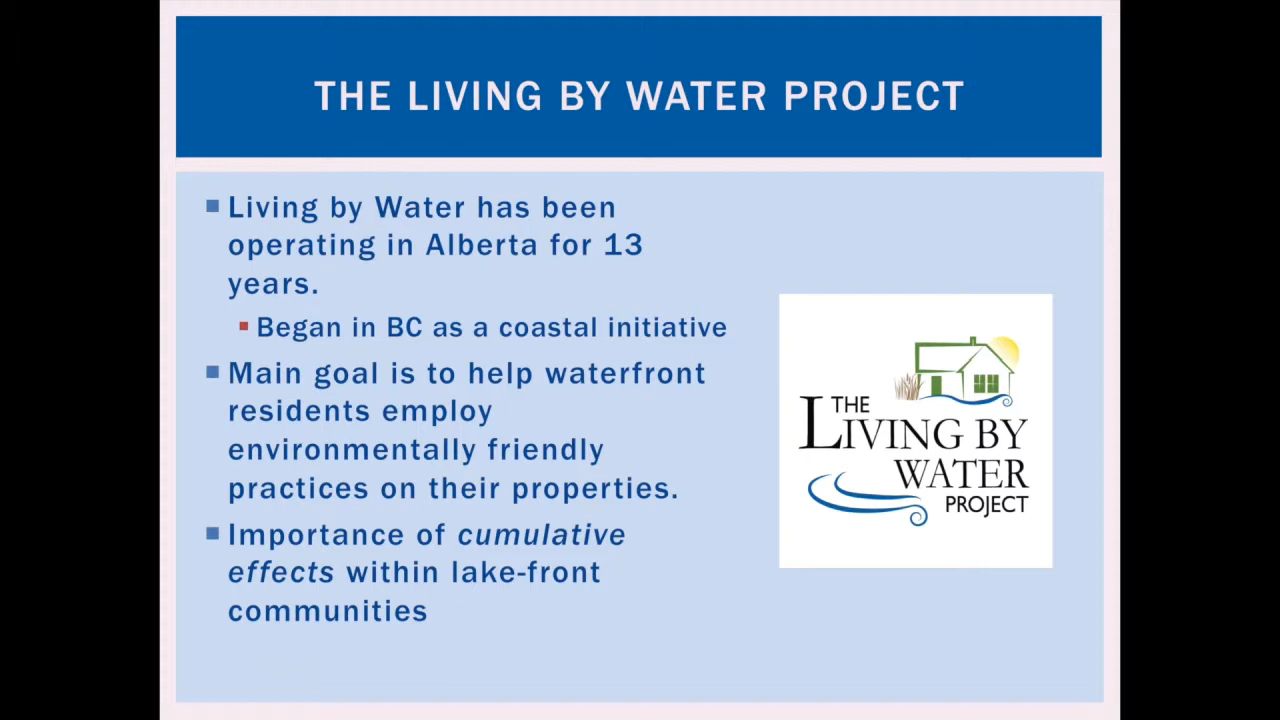 THE LIVING BY WATER PROJECT
Living by Water has been
operating in Alberta for 13
years.
Began in BC as a coastal initiative
Main goal is to help waterfront
residents employ
environmentally friendly
practices on their properties.
Importance of cumulative
effects within lake-front
communities
THE
LIVING BY
WATER
PROJECT